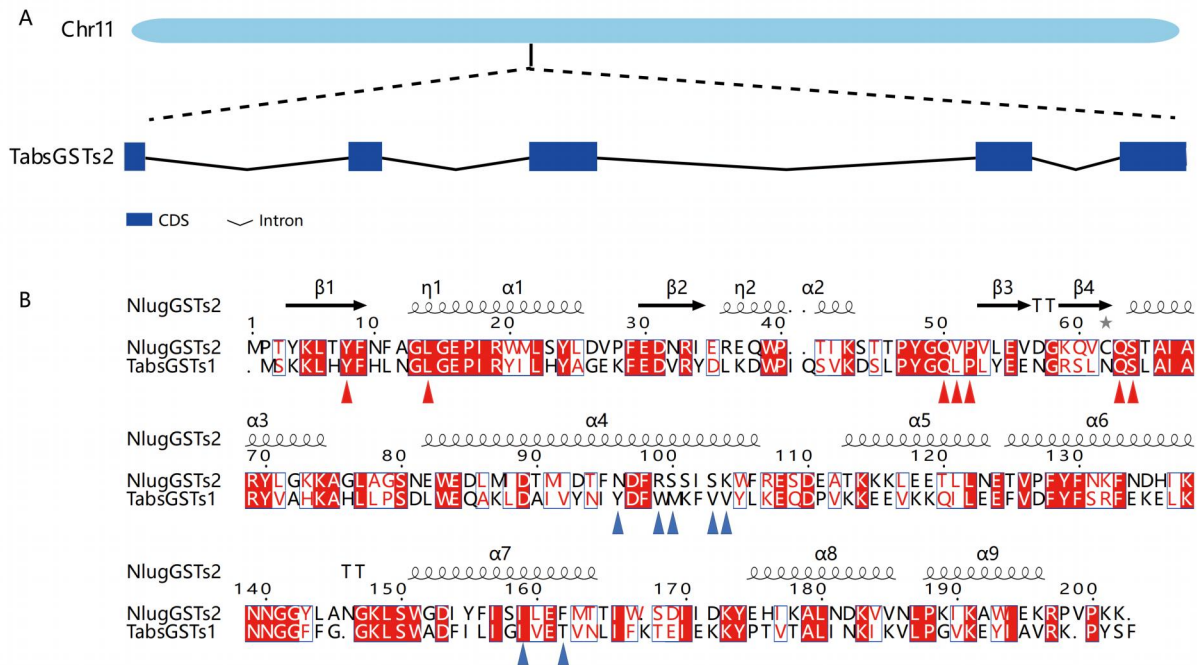 A
Chr11
TabsGSTs2
CDS Intron
B
β1 η1 α1 β2 η2 α2 β3 TT β4
NlugGSTs2
1 10 20 30 40 50 60
NlugGSTs2 MPTYKLTYFNFAGLGEPIRWMLSYLDVPFEDNRIEREQWP..TIKSTTPYGQVPVLEVDGKQVCQSTAIA
TabsGSTs1 .MSKKLHYFHLNGLGEPIRYILHYAGEKFEDVRYDLKDWPIQSVKDSLPYGQLPLYEENGRSLNQSLAIA
α3 α4 α5 α6
NlugGSTs2
70 80 90 100 110 120 130
NlugGSTs2 RYLGKKAGLAGSNEWEDLMIDTMIDTFNDFRSSISKWFRESDEATKKKLEETLLNETVPFYFNKFNDHIK
TabsGSTs1 RYVAHKAHLLPSDLWEQAKLDAIVYNIYDFWMKFVVYLKEQDPVKKEEVKKQILEEFVDFYFSRFEKELK
TT α7 α8 α9
NlugGSTs2
140 150 160 170 180 190 200
NlugGSTs2 NNGGYLANGKLSWGDIYFISILEFMTTIW.SDIIDKYEHIKALNDKVVNLPKIKAWIEKRPVPKK.
TabsGSTs1 NNGGFFG.GKLSWADFILIGIVETVNLIFKTEIEKKYPTVTALINKIKVLPGVKEYIAVRK.PYSF